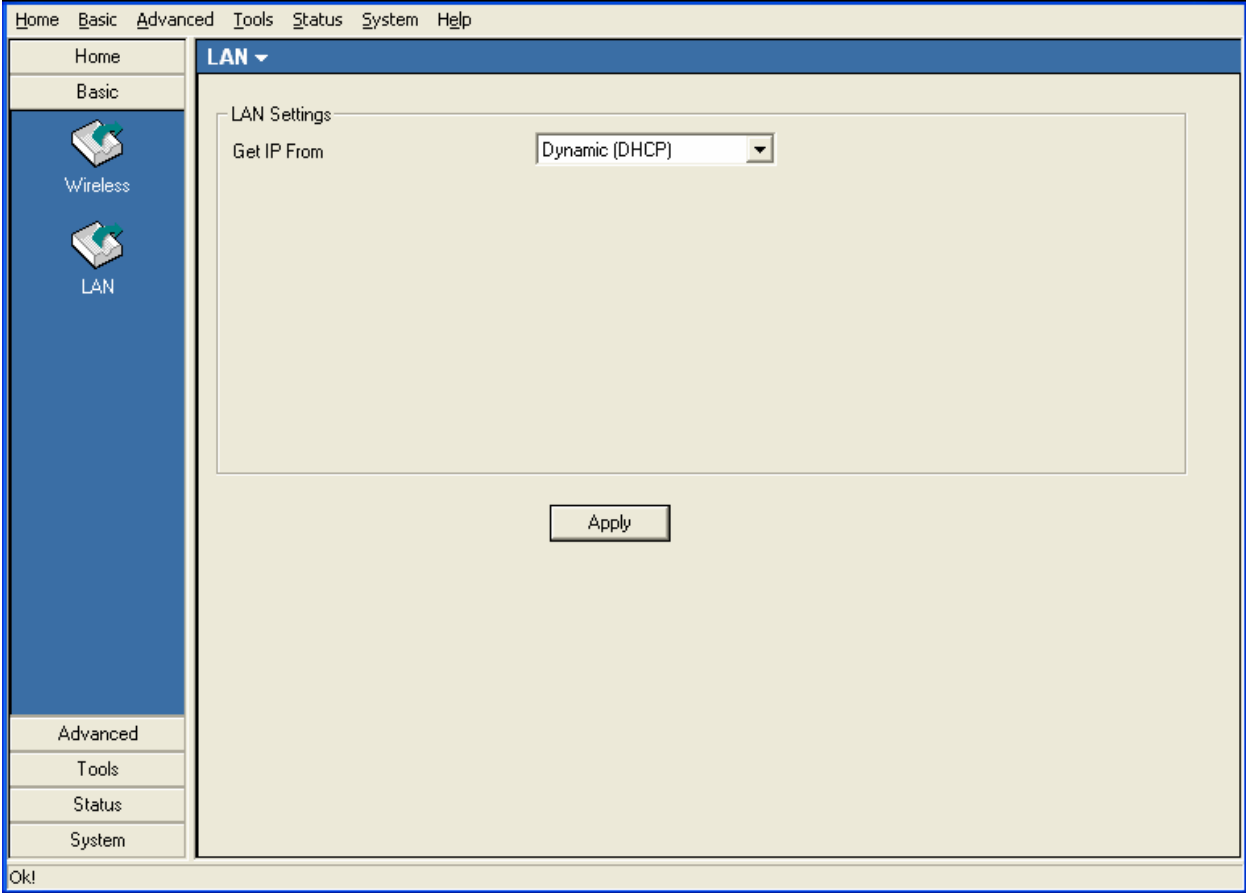 Home Basic Advanced Tools Status System Help
Home
Basic
Wireless
LAN
Advanced
Tools
Status
System
LAN
LAN Settings
Get IP From Dynamic (DHCP)
Apply
Ok!